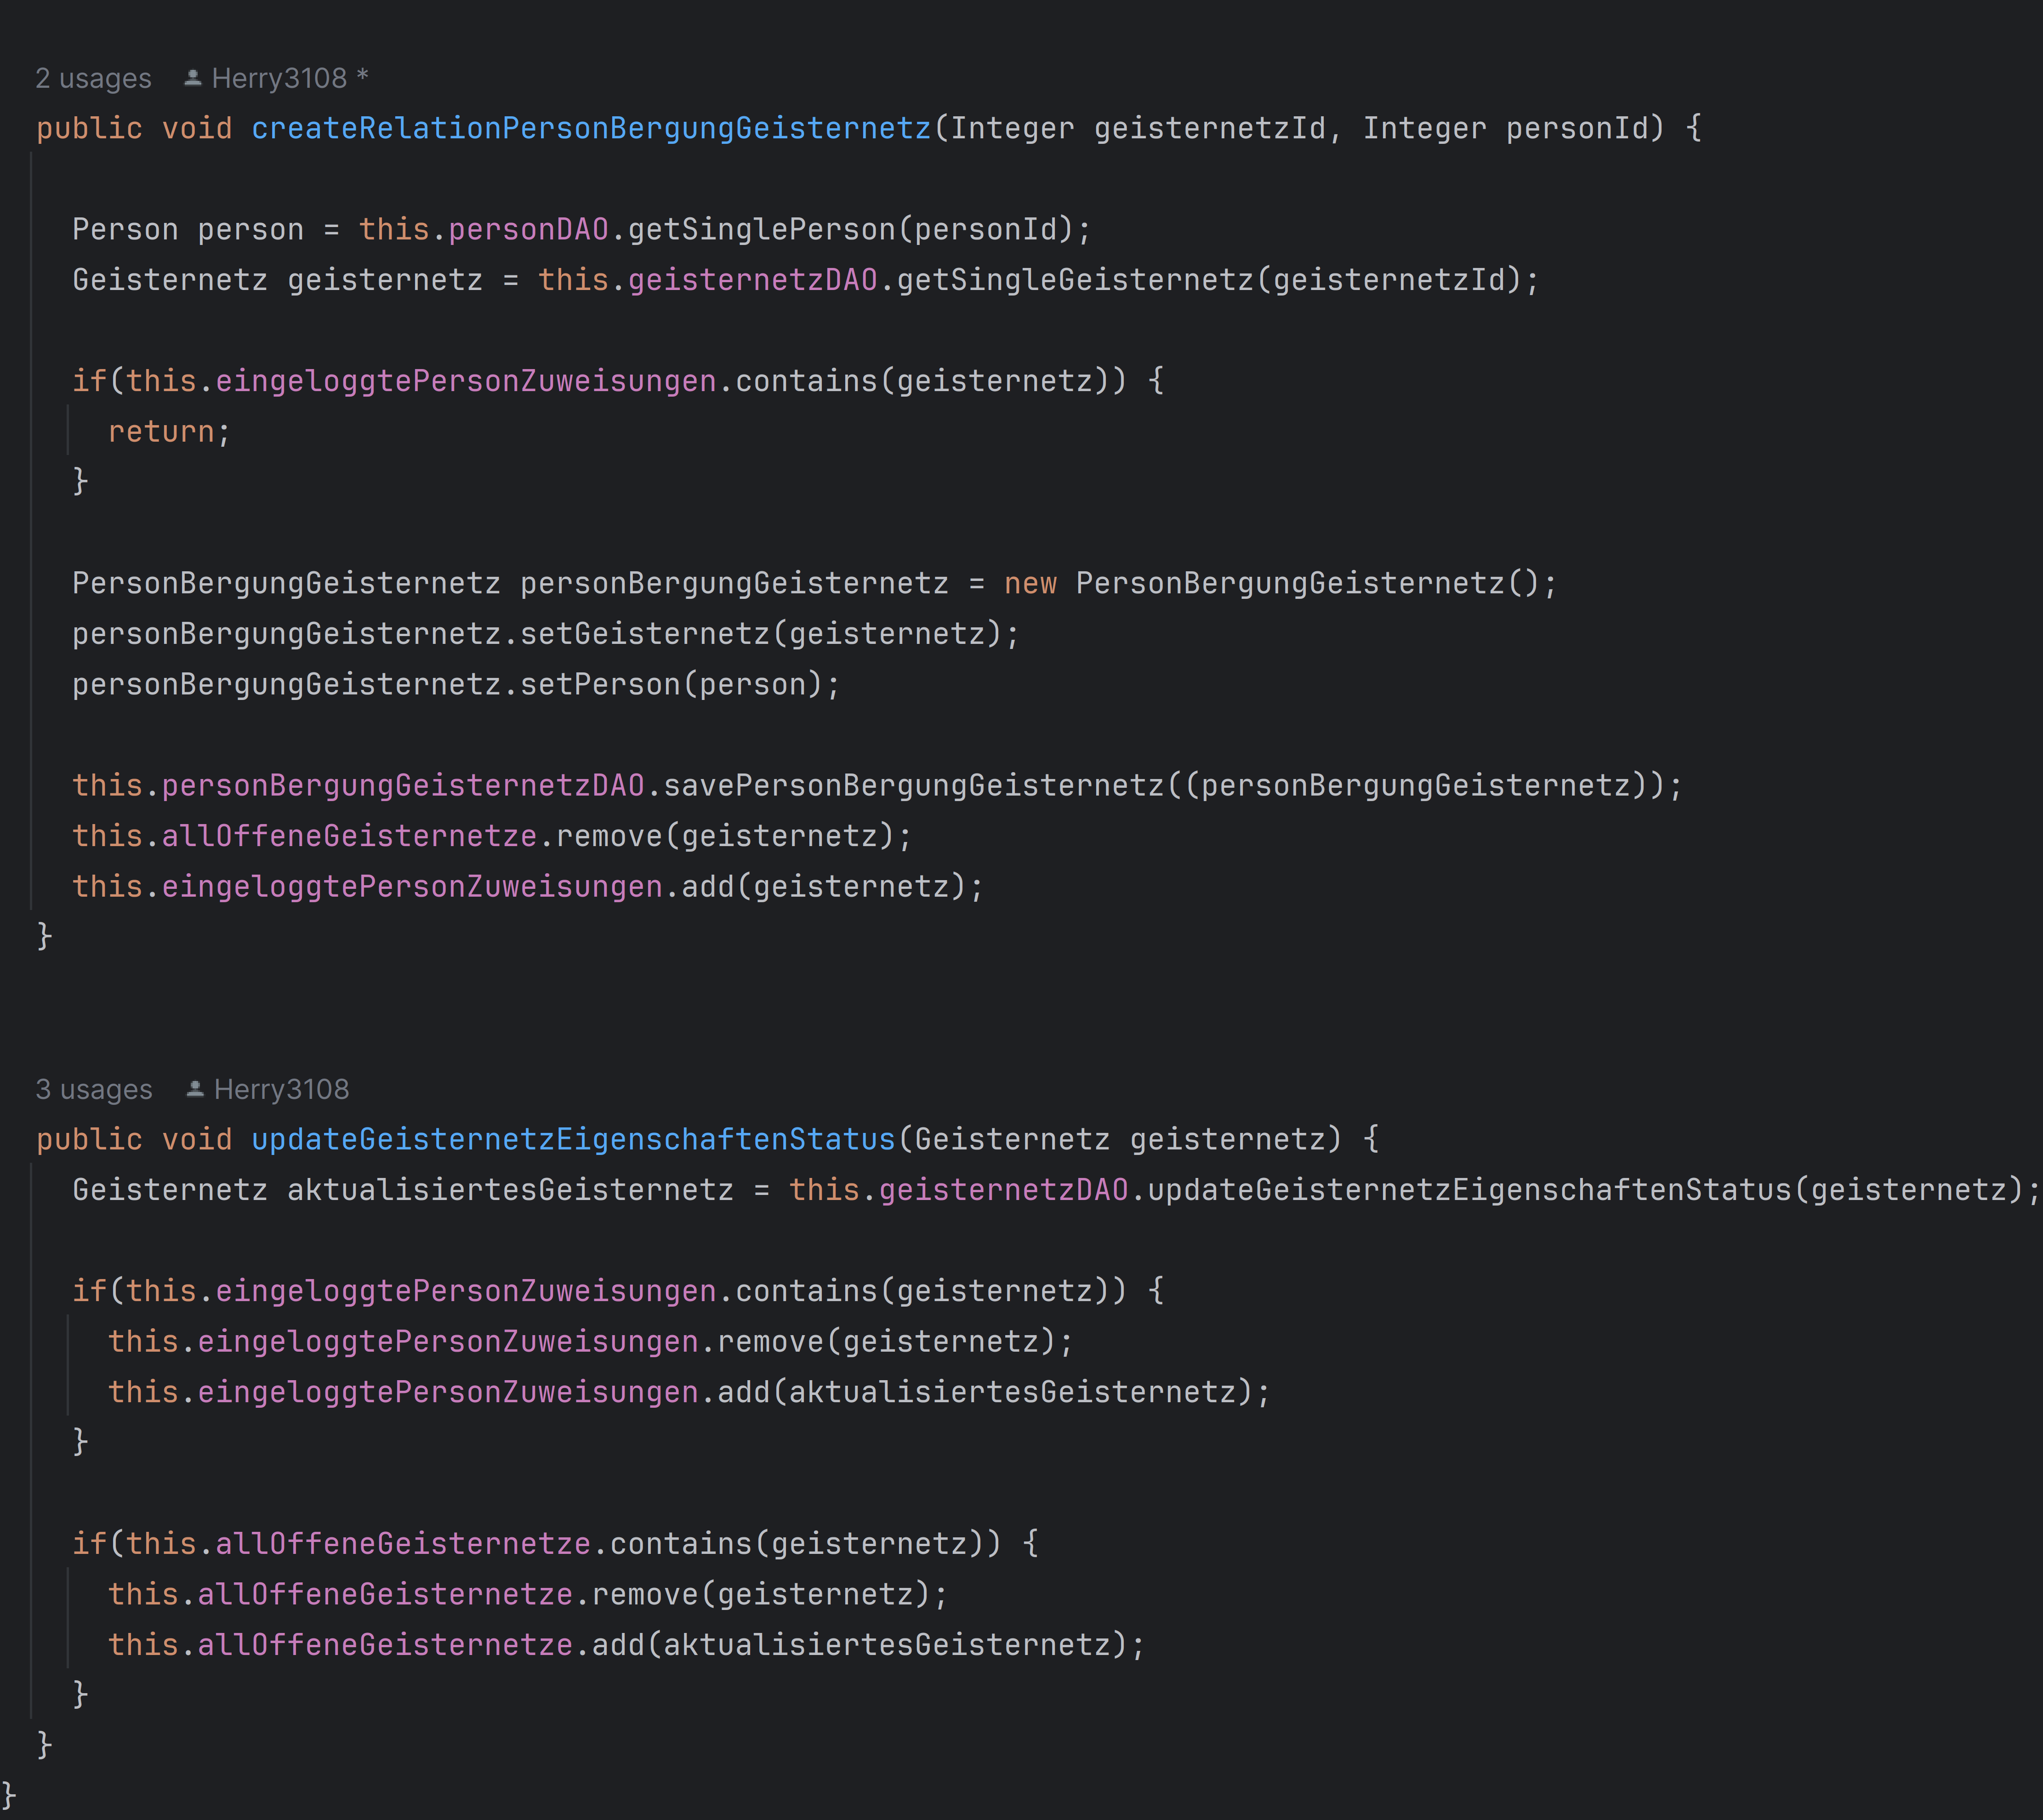 2 usages Herry3108 *
public void createRelationPersonBergungGeisternetz(Integer geisternetzId, Integer personId) {
Person person = this.personDAO.getSinglePerson(personId);
Geisternetz geisternetz = this.geisternetzDAO.getSingleGeisternetz(geisternetzId);
if(this.eingeloggtePersonZuweisungen.contains(geisternetz)) {
return;
}
PersonBergungGeisternetz personBergungGeisternetz = new PersonBergungGeisternetz();
personBergungGeisternetz.setGeisternetz(geisternetz);
personBergungGeisternetz.setPerson(person);
this.personBergungGeisternetzDAO.savePersonBergungGeisternetz((personBergungGeisternetz));
this.allOffeneGeisternetze.remove(geisternetz);
this.eingeloggtePersonZuweisungen.add(geisternetz);
}
3 usages Herry3108
public void updateGeisternetzEigenschaftenStatus(Geisternetz geisternetz) {
Geisternetz aktualisiertesGeisternetz = this.geisternetzDAO.updateGeisternetzEigenschaftenStatus(geisternetz);
if(this.eingeloggtePersonZuweisungen.contains(geisternetz)) {
this.eingeloggtePersonZuweisungen.remove(geisternetz);
this.eingeloggtePersonZuweisungen.add(aktualisiertesGeisternetz);
}
if(this.allOffeneGeisternetze.contains(geisternetz)) {
this.allOffeneGeisternetze.remove(geisternetz);
this.allOffeneGeisternetze.add(aktualisiertesGeisternetz);
}
}
}